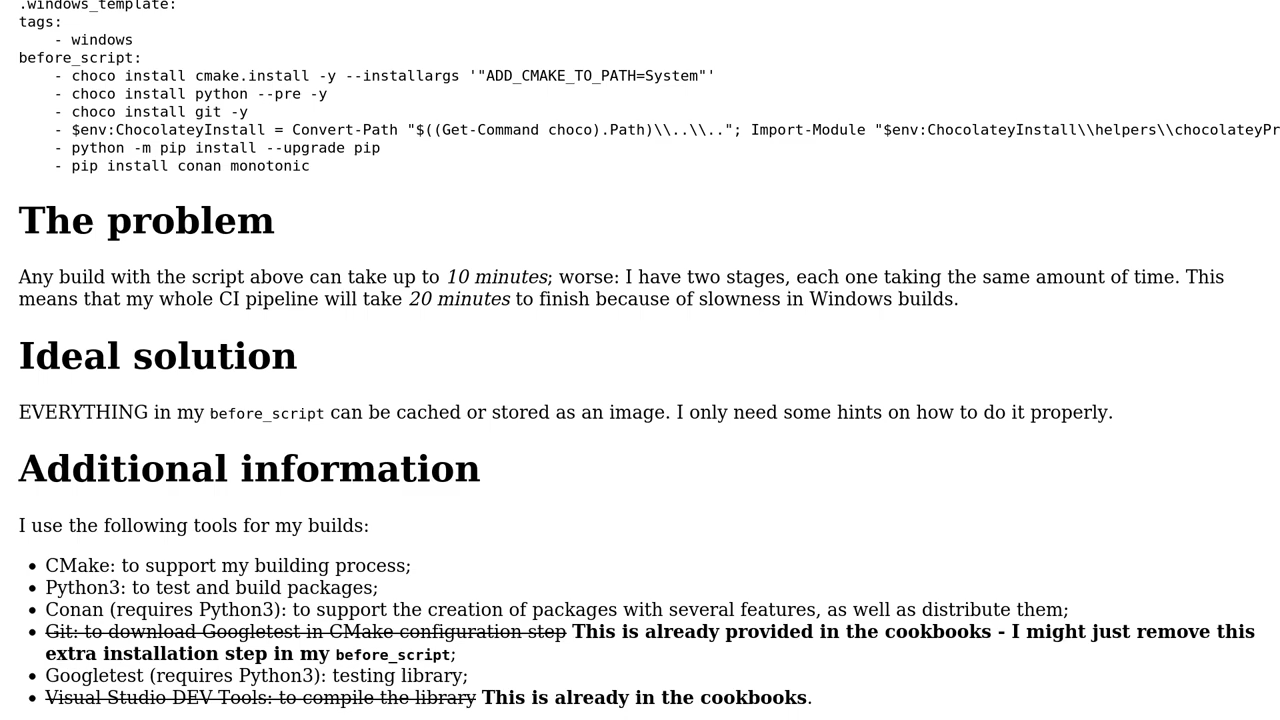 .windows_template:
tags:
    - windows
before_script:
    - choco install cmake.install -y --installargs '"ADD_CMAKE_TO_PATH=System"'
    - choco install python --pre -y
    - choco install git -y
    - $env:ChocolateyInstall = Convert-Path "$((Get-Command choco).Path)\\..\\.."; Import-Module "$env:ChocolateyInstall\\helpers\\chocolateyPr
    - python -m pip install --upgrade pip
    - pip install conan monotonic
The problem
Any build with the script above can take up to 10 minutes; worse: I have two stages, each one taking the same amount of time. This
means that my whole CI pipeline will take 20 minutes to finish because of slowness in Windows builds.
Ideal solution
EVERYTHING in my before_script can be cached or stored as an image. I only need some hints on how to do it properly.
Additional information
I use the following tools for my builds:
• CMake: to support my building process;
• Python3: to test and build packages;
• Conan (requires Python3): to support the creation of packages with several features, as well as distribute them;
• Git: to download Googletest in CMake configuration step This is already provided in the cookbooks - I might just remove this
extra installation step in my before_script;
• Googletest (requires Python3): testing library;
• Visual Studio DEV Tools: to compile the library This is already in the cookbooks.